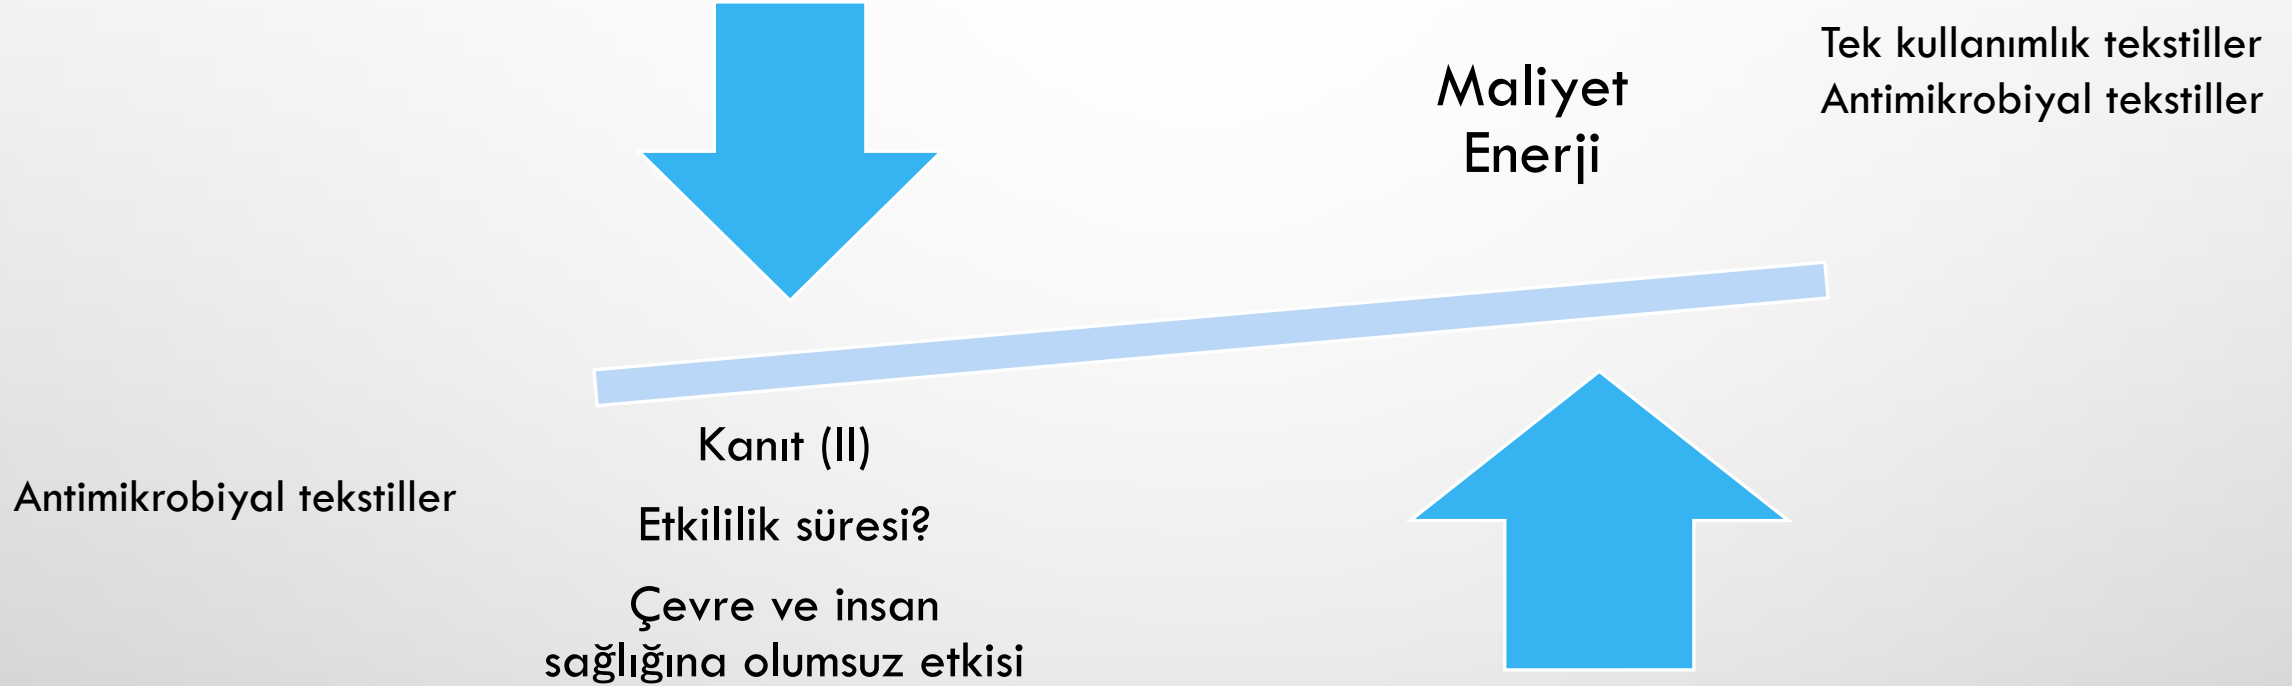 Tek kullanımlık tekstiller
Antimikrobiyal tekstiller
Maliyet
Enerji
Antimikrobiyal tekstiller
Kanıt (II)
Etkililik süresi?
Çevre ve insan
sağlığına olumsuz etkisi